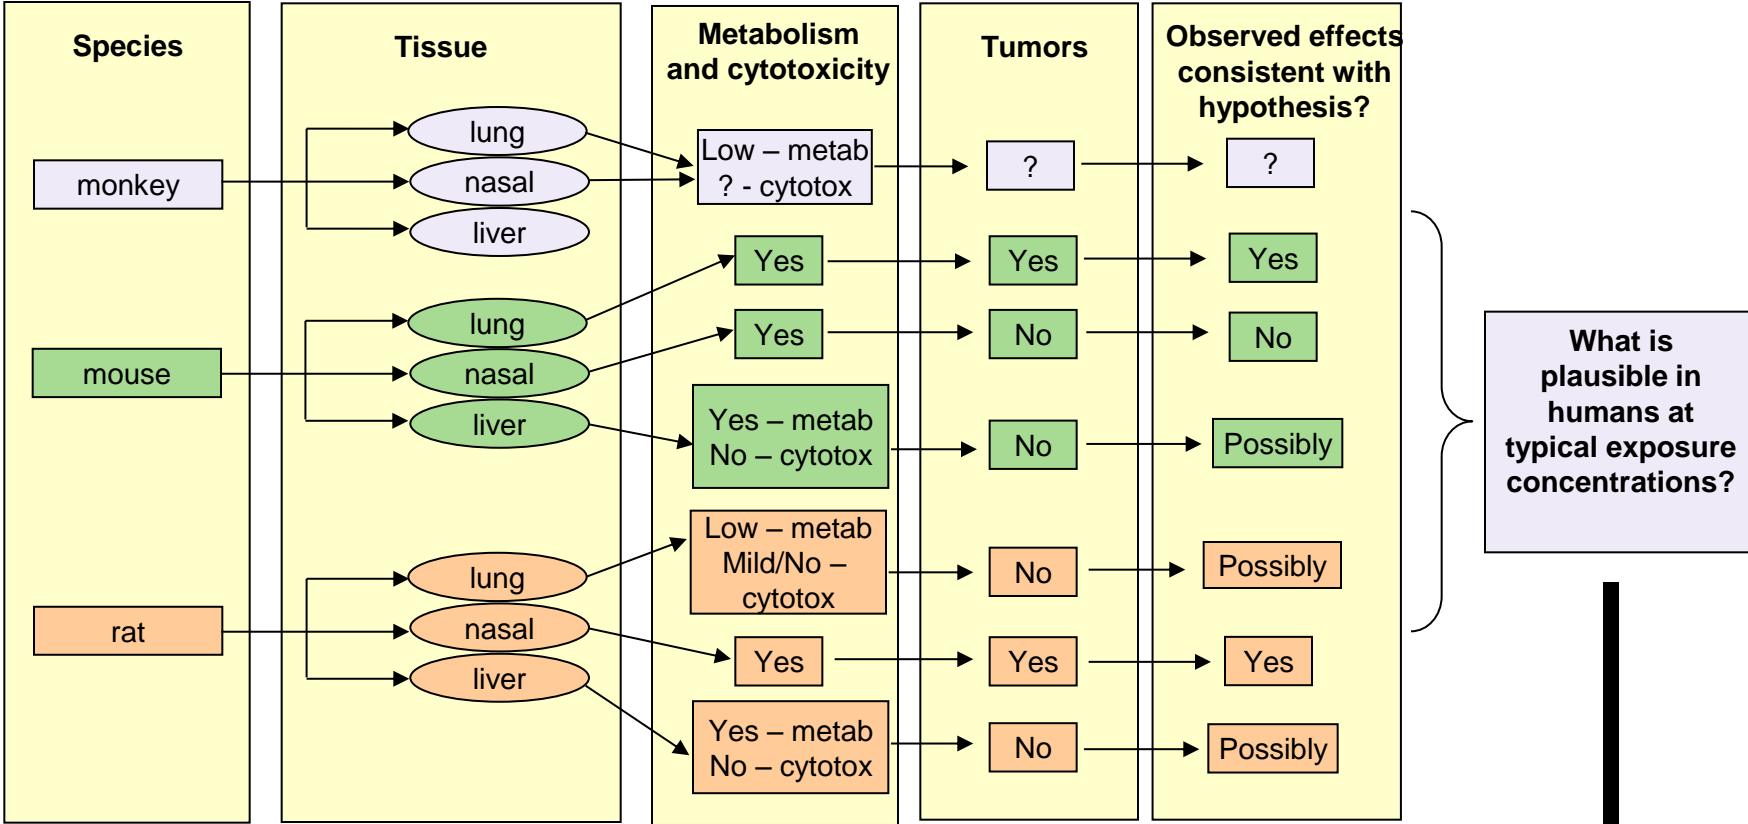 Species
Tissue
Metabolism
and cytotoxicity
Tumors
Observed effects
consistent with
hypothesis?
monkey
lung
nasal
liver
Low – metab
? - cytotox
?
?
mouse
lung
nasal
liver
Yes
Yes
Yes
Yes
No
No
Yes – metab
No – cytotox
No
Possibly
rat
lung
nasal
liver
Low – metab
Mild/No –
cytotox
No
Possibly
Yes
Yes
Yes
Yes – metab
No – cytotox
No
Possibly
What is
plausible in
humans at
typical exposure
concentrations?